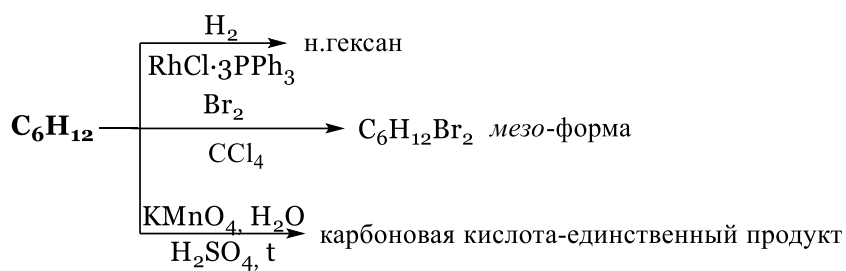 H₂
н.гексан
RhCl·3PPh₃
Br₂
C₆H₁₂
C₆H₁₂Br₂ мезо-форма
CCl₄
KMnO₄, H₂O
карбоновая кислота-единственный продукт
H₂SO₄, t